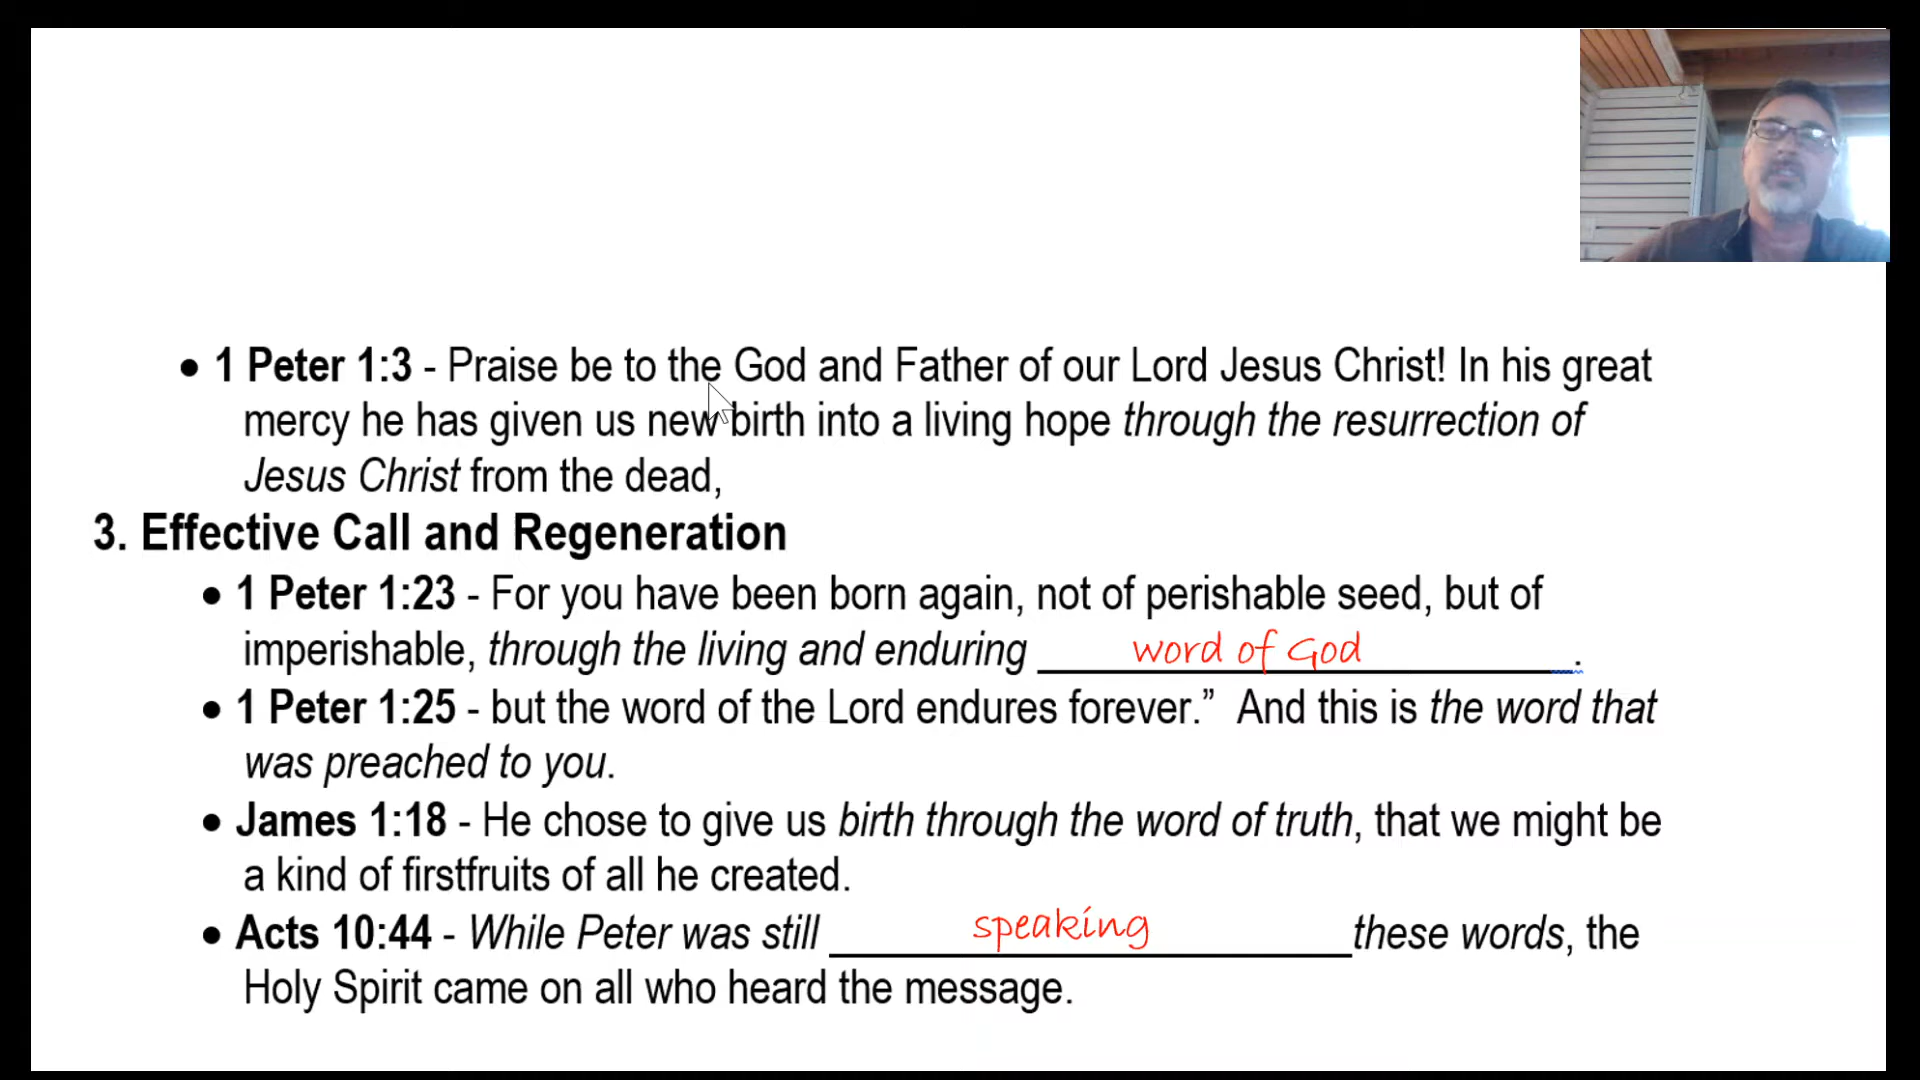 • 1 Peter 1:3 - Praise be to the God and Father of our Lord Jesus Christ! In his great
mercy he has given us new birth into a living hope through the resurrection of
Jesus Christ from the dead,
3. Effective Call and Regeneration
• 1 Peter 1:23 - For you have been born again, not of perishable seed, but of
imperishable, through the living and enduring word of God.
• 1 Peter 1:25 - but the word of the Lord endures forever.” And this is the word that
was preached to you.
• James 1:18 - He chose to give us birth through the word of truth, that we might be
a kind of firstfruits of all he created.
• Acts 10:44 - While Peter was still speaking these words, the
Holy Spirit came on all who heard the message.